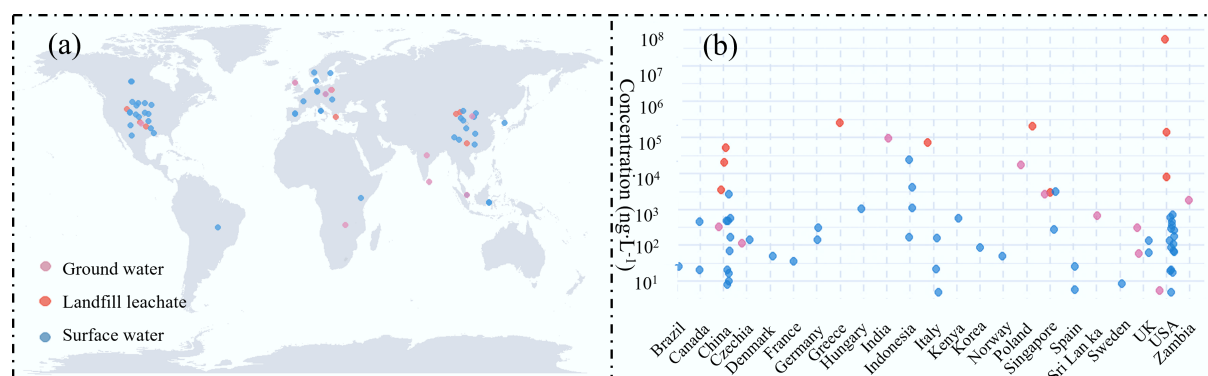 (a)
Ground water
Landfill leachate
Surface water
(b)
Concentration (ng·L⁻¹)
10⁸
10⁷
10⁶
10⁵
10⁴
10³
10²
10¹
Brazil
Canada
China
Czechia
Denmark
France
Germany
Greece
Hungary
India
Indonesia
Italy
Kenya
Korea
Norway
Poland
Singapore
Spain
Sri Lan ka
Sweden
UK
USA
Zambia